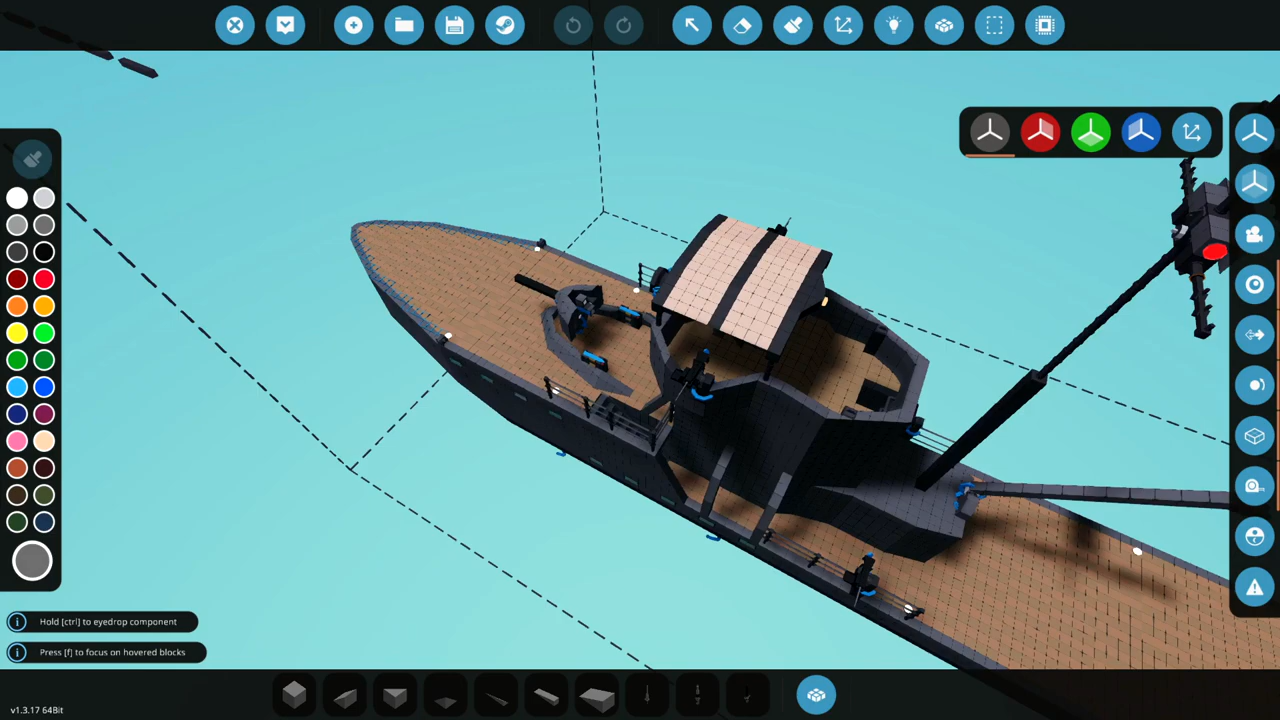 Hold [ctrl] to eyedrop component
Press [f] to focus on hovered blocks
v1.3.17 64Bit